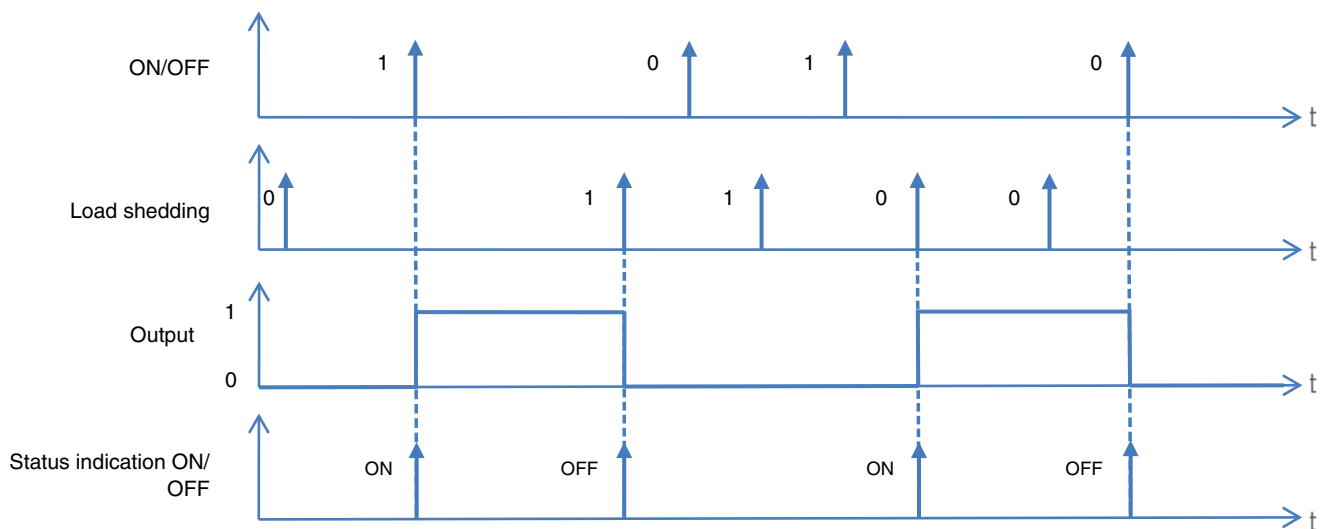 ON/OFF
1
0
1
0
t
Load shedding
0
1
1
0
0
t
Output
1
0
t
Status indication ON/
OFF
ON
OFF
ON
OFF
t